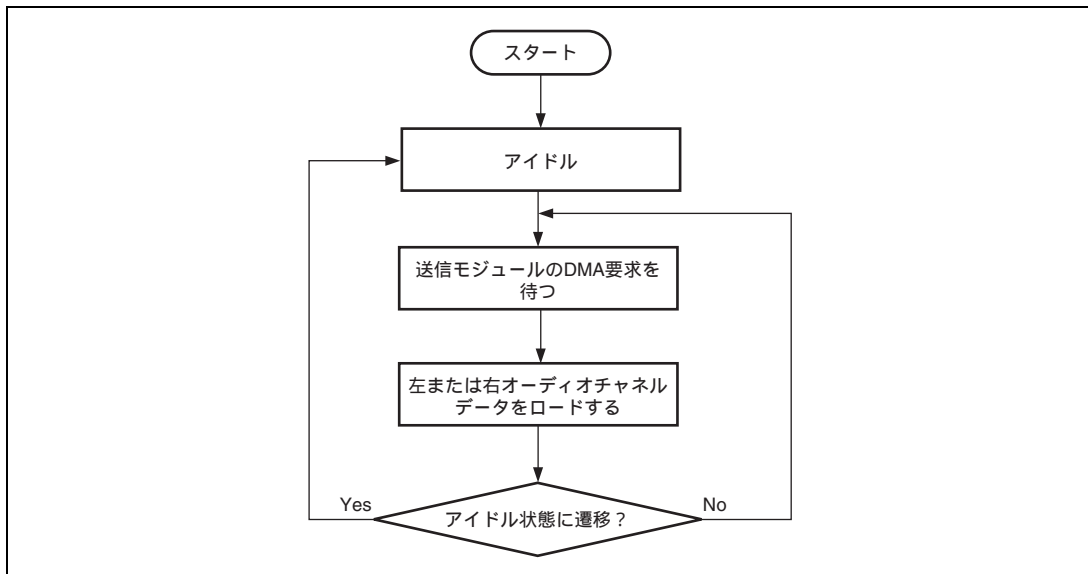 スタート
アイドル
送信モジュールのDMA要求を
待つ
左または右オーディオチャネル
データをロードする
Yes
アイドル状態に遷移？
No